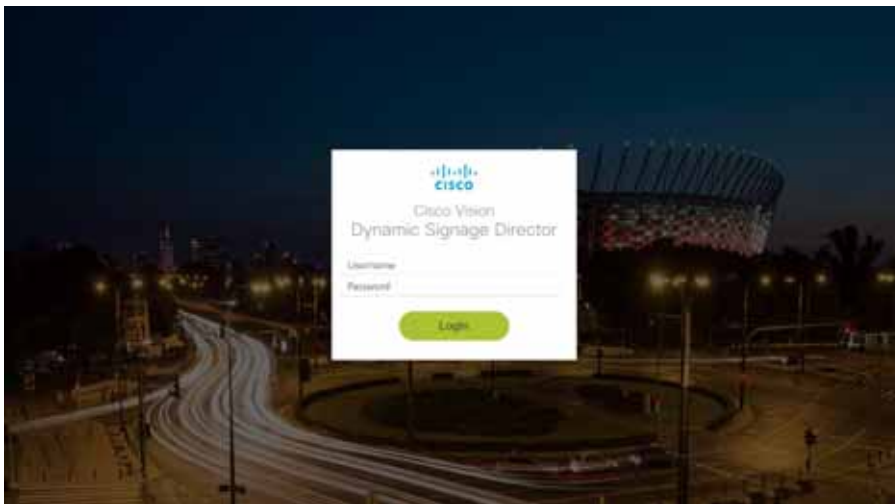 CISCO
Cisco Vision
Dynamic Signage Director
Username
Password
Login